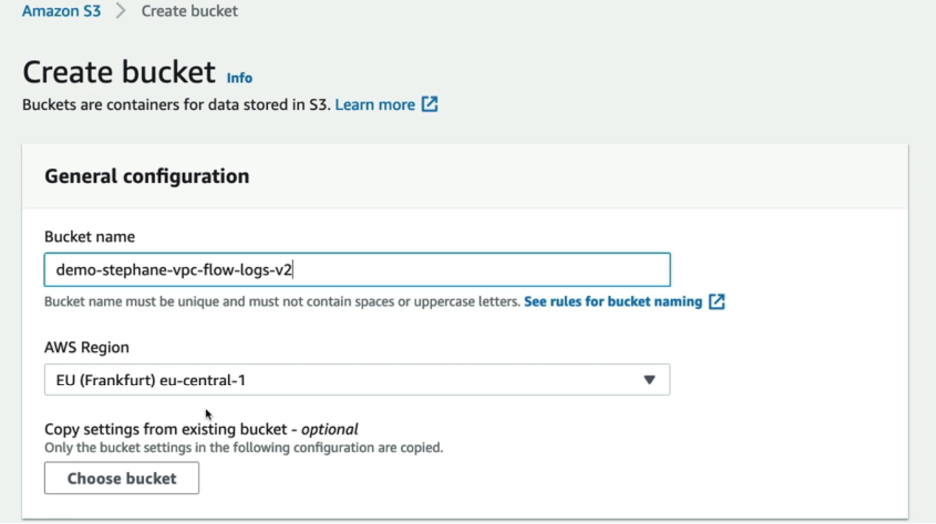 Amazon S3 > Create bucket
Create bucket Info
Buckets are containers for data stored in S3. Learn more
General configuration
Bucket name
demo-stephane-vpc-flow-logs-v2
Bucket name must be unique and must not contain spaces or uppercase letters. See rules for bucket naming
AWS Region
EU (Frankfurt) eu-central-1
Copy settings from existing bucket - optional
Only the bucket settings in the following configuration are copied.
Choose bucket